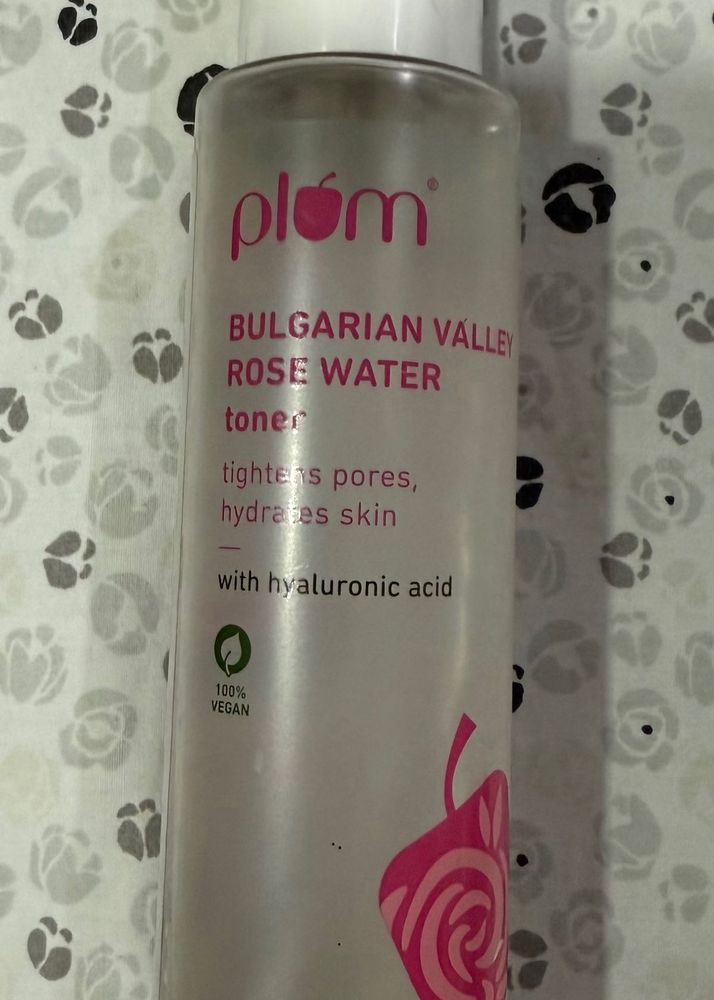 plum®
BULGARIAN VALLEY
ROSE WATER
toner
tightens pores,
hydrates skin
with hyaluronic acid
100%
VEGAN